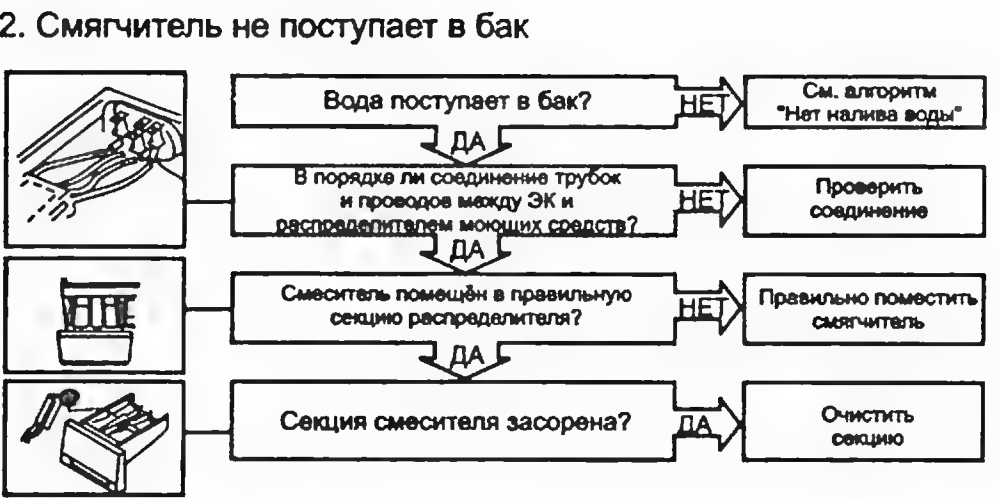 2. Смягчитель не поступает в бак
Вода поступает в бак?
НЕТ
См. алгоритм
"Нет налива воды"
ДА
В порядке ли соединение трубок
и проводов между ЭК и
распределителем моющих средств?
НЕТ
Проверить
соединение
ДА
Смеситель помещён в правильную
секцию распределителя?
НЕТ
Правильно поместить
смягчитель
ДА
Секция смесителя засорена?
ДА
Очистить
секцию